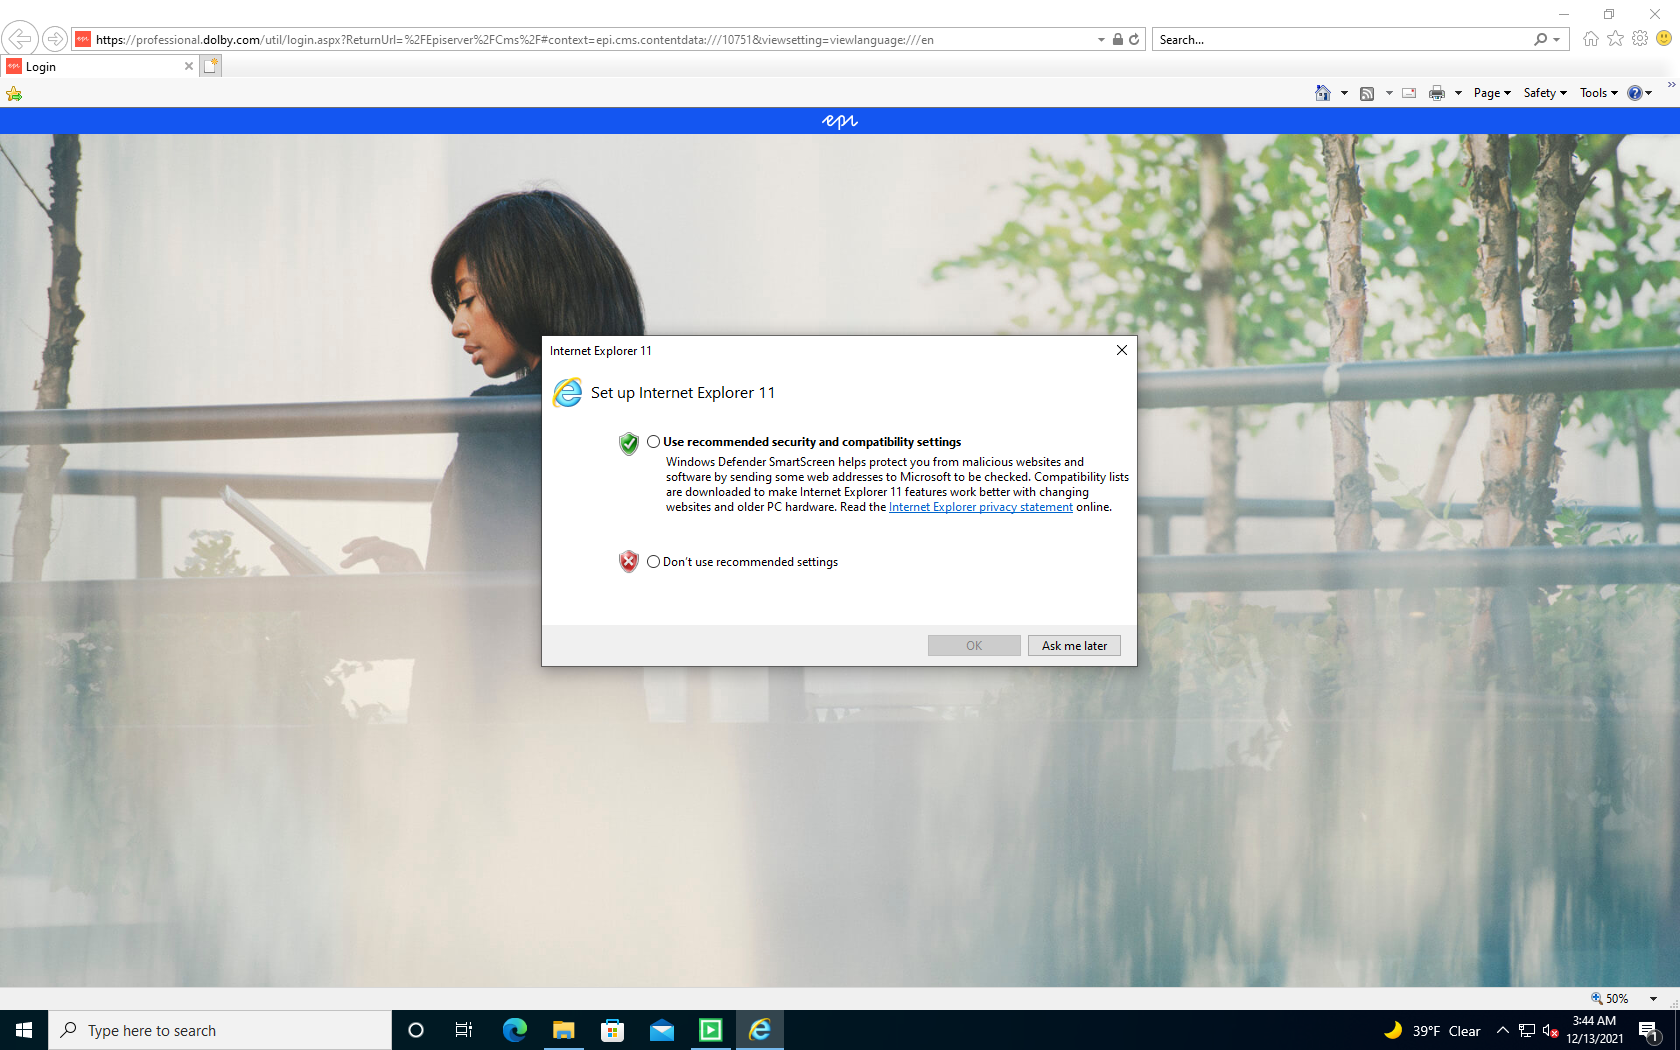 https://professional.dolby.com/util/login.aspx?ReturnUrl=%2FEpiserver%2FCms%2F#context=epi.cms.contentdata:///10751&viewsetting=viewlanguage:///en
Search...
Login
Page
Safety
Tools
epi
Internet Explorer 11
Set up Internet Explorer 11
Use recommended security and compatibility settings
Windows Defender SmartScreen helps protect you from malicious websites and
software by sending some web addresses to Microsoft to be checked. Compatibility lists
are downloaded to make Internet Explorer 11 features work better with changing
websites and older PC hardware. Read the Internet Explorer privacy statement online.
Don't use recommended settings
OK
Ask me later
50%
Type here to search
39°F Clear
3:44 AM
12/13/2021
1